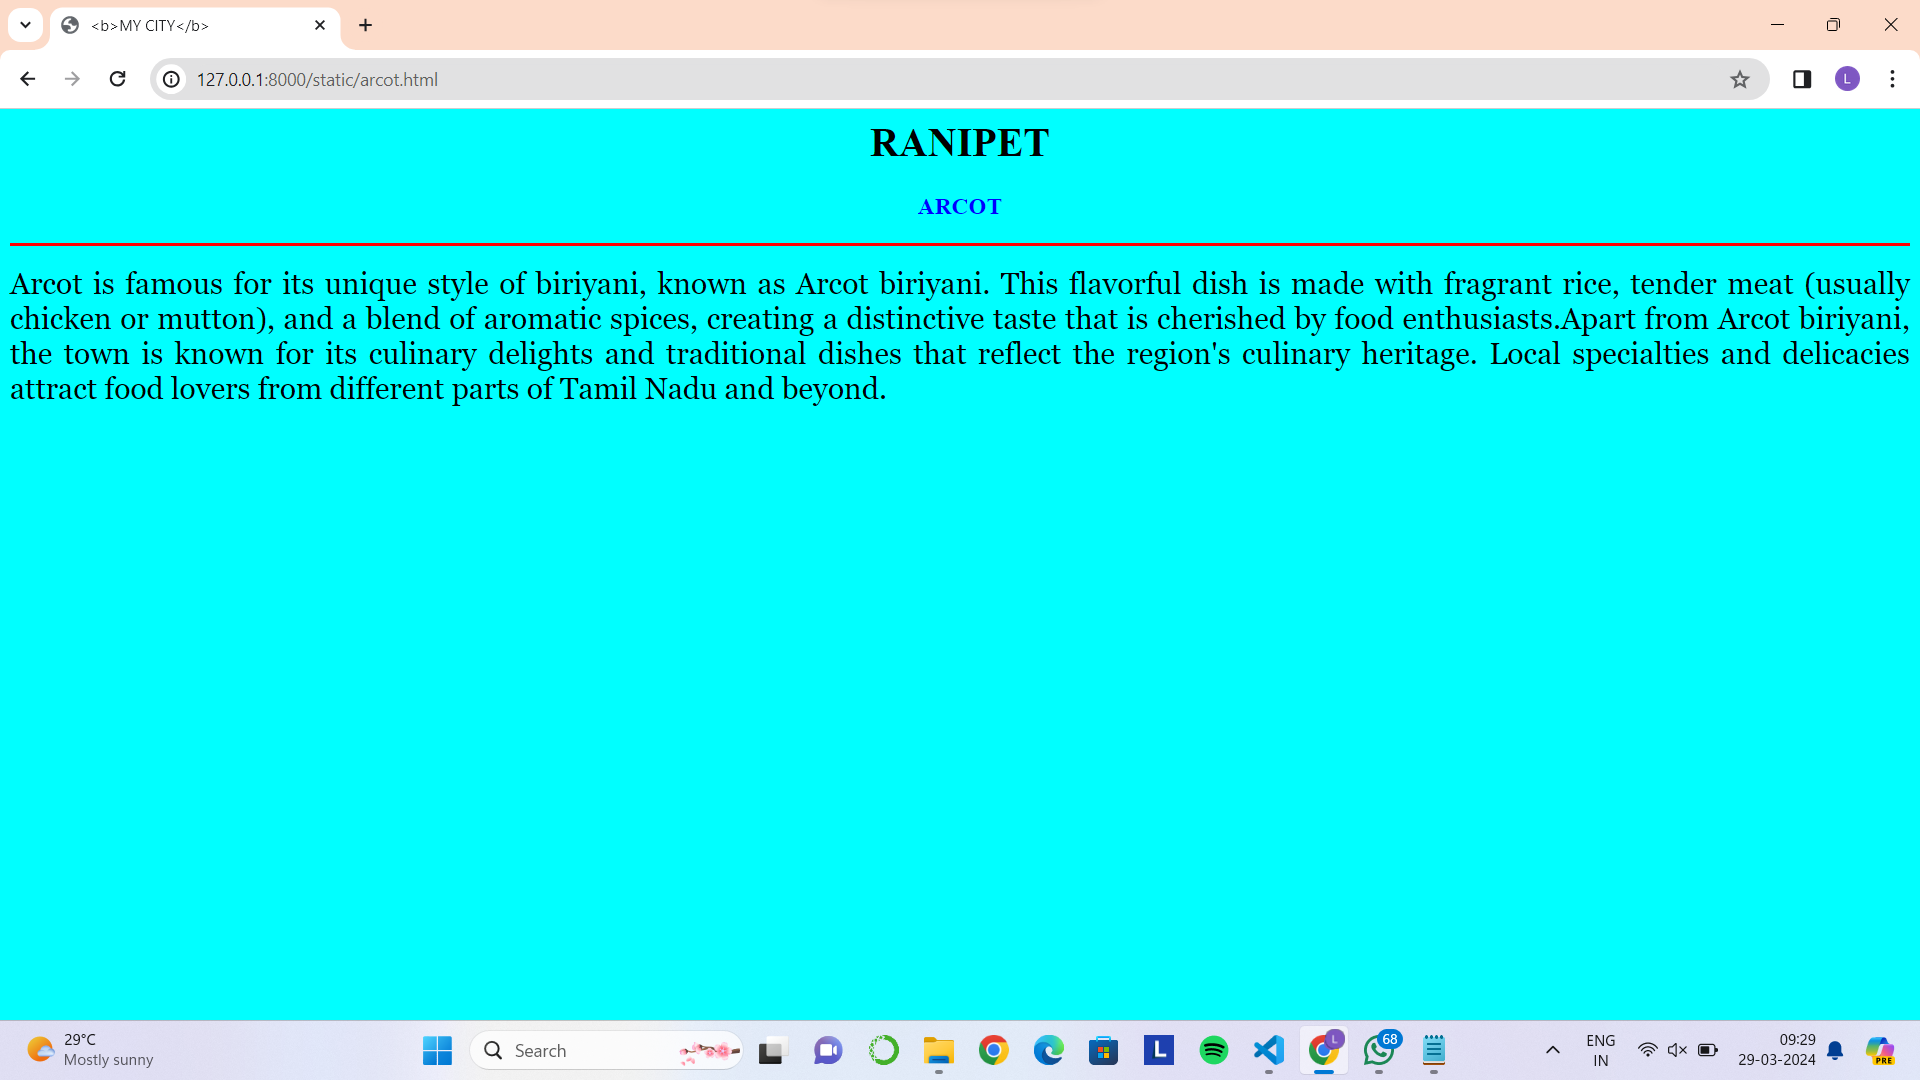 <b>MY CITY</b>
127.0.0.1:8000/static/arcot.html
L
RANIPET
ARCOT
Arcot is famous for its unique style of biriyani, known as Arcot biriyani. This flavorful dish is made with fragrant rice, tender meat (usually
chicken or mutton), and a blend of aromatic spices, creating a distinctive taste that is cherished by food enthusiasts.Apart from Arcot biriyani,
the town is known for its culinary delights and traditional dishes that reflect the region's culinary heritage. Local specialties and delicacies
attract food lovers from different parts of Tamil Nadu and beyond.
29°C
Mostly sunny
Search
L
L
68
ENG
IN
09:29
29-03-2024
PRE